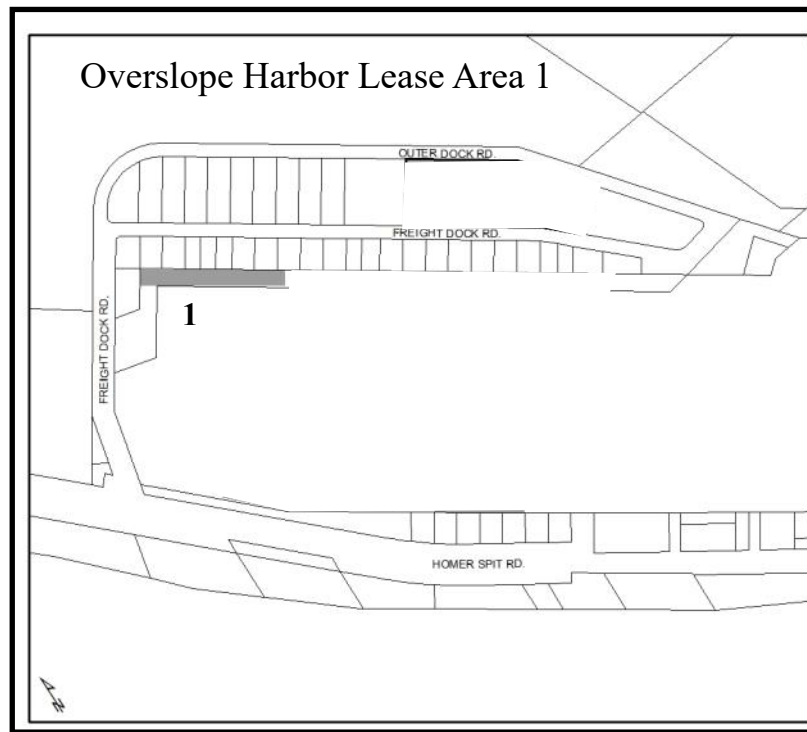 Overslope Harbor Lease Area 1
OUTER DOCK RD.
FREIGHT DOCK RD.
1
FREIGHT DOCK RD.
HOMER SPIT RD.
N